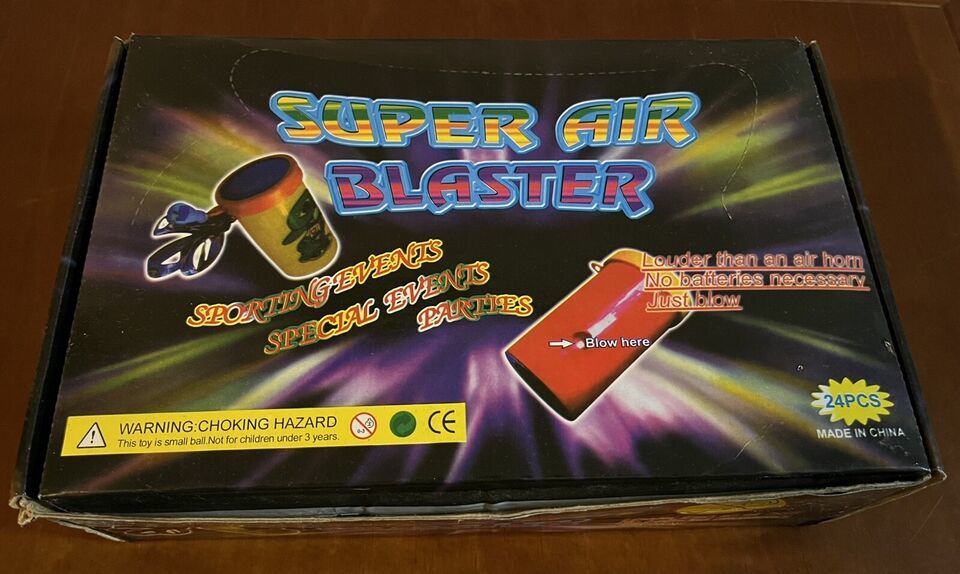 SUPER AIR
BLASTER
SPORTING EVENTS
SPECIAL EVENTS
PARTIES
Louder than an air horn
No batteries necessary
Just blow
Blow here
WARNING:CHOKING HAZARD
This toy is small ball.Not for children under 3 years.
0-3
CE
24PCS
MADE IN CHINA